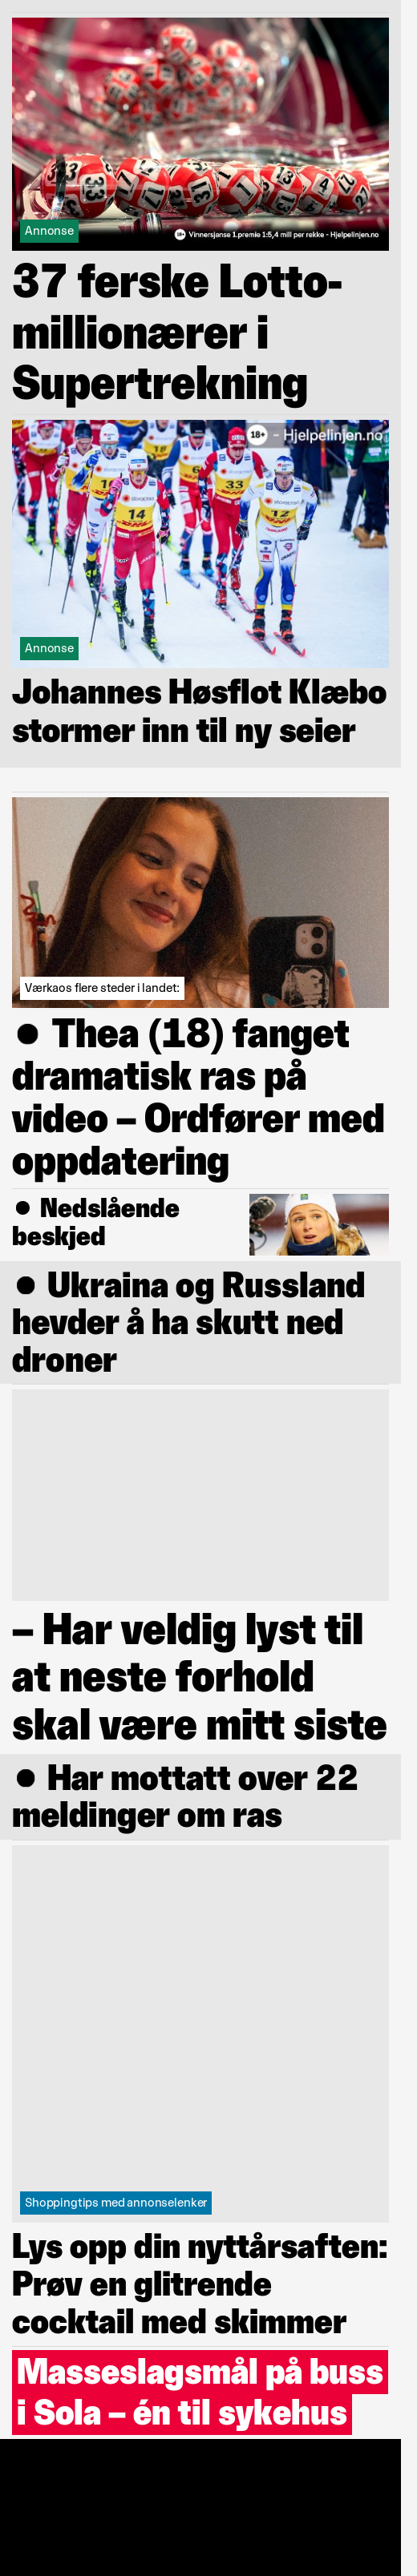 Annonse
18+ Vinnersjanse 1.premie 1:5,4 mill per rekke - Hjelpelinjen.no
37 ferske Lotto-
millionærer i
Supertrekning
18+ - Hjelpelinjen.no
14
33
Annonse
Johannes Høsflot Klæbo
stormer inn til ny seier
Værkaos flere steder i landet:
● Thea (18) fanget
dramatisk ras på
video – Ordfører med
oppdatering
● Nedslående
beskjed
● Ukraina og Russland
hevder å ha skutt ned
droner
– Har veldig lyst til
at neste forhold
skal være mitt siste
● Har mottatt over 22
meldinger om ras
Shoppingtips med annonselenker
Lys opp din nyttårsaften:
Prøv en glitrende
cocktail med skimmer
Masseslagsmål på buss
i Sola – én til sykehus